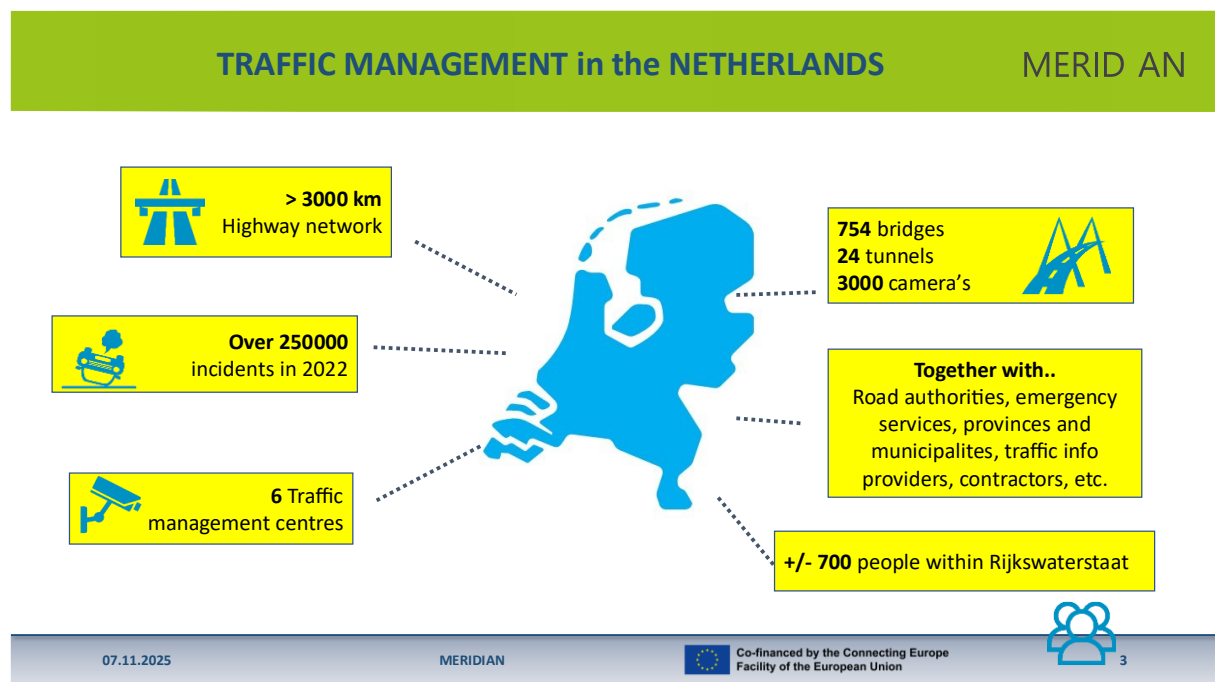 TRAFFIC MANAGEMENT in the NETHERLANDS
MERID AN
> 3000 km
Highway network
754 bridges
24 tunnels
3000 camera's
Over 250000
incidents in 2022
Together with..
Road authorities, emergency
services, provinces and
municipalites, traffic info
providers, contractors, etc.
6 Traffic
management centres
+/- 700 people within Rijkswaterstaat
07.11.2025
MERIDIAN
Co-financed by the Connecting Europe
Facility of the European Union
3